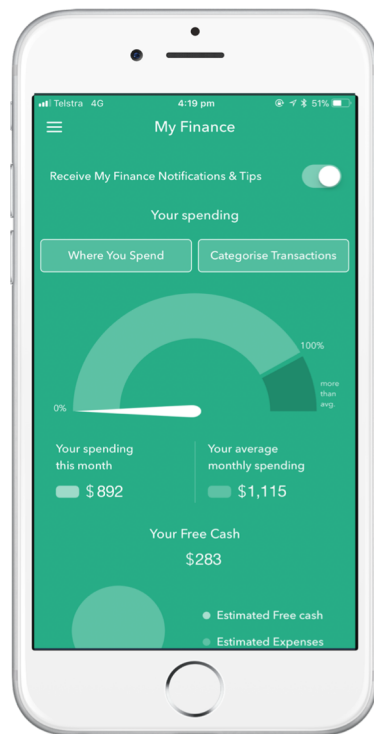 Telstra 4G 4:19 pm 51%
My Finance
Receive My Finance Notifications & Tips
Your spending
Where You Spend Categorise Transactions
100%
more
than
avg.
0%
Your spending Your average
this month monthly spending
$892 $1,115
Your Free Cash
$283
Estimated Free cash
Estimated Expenses